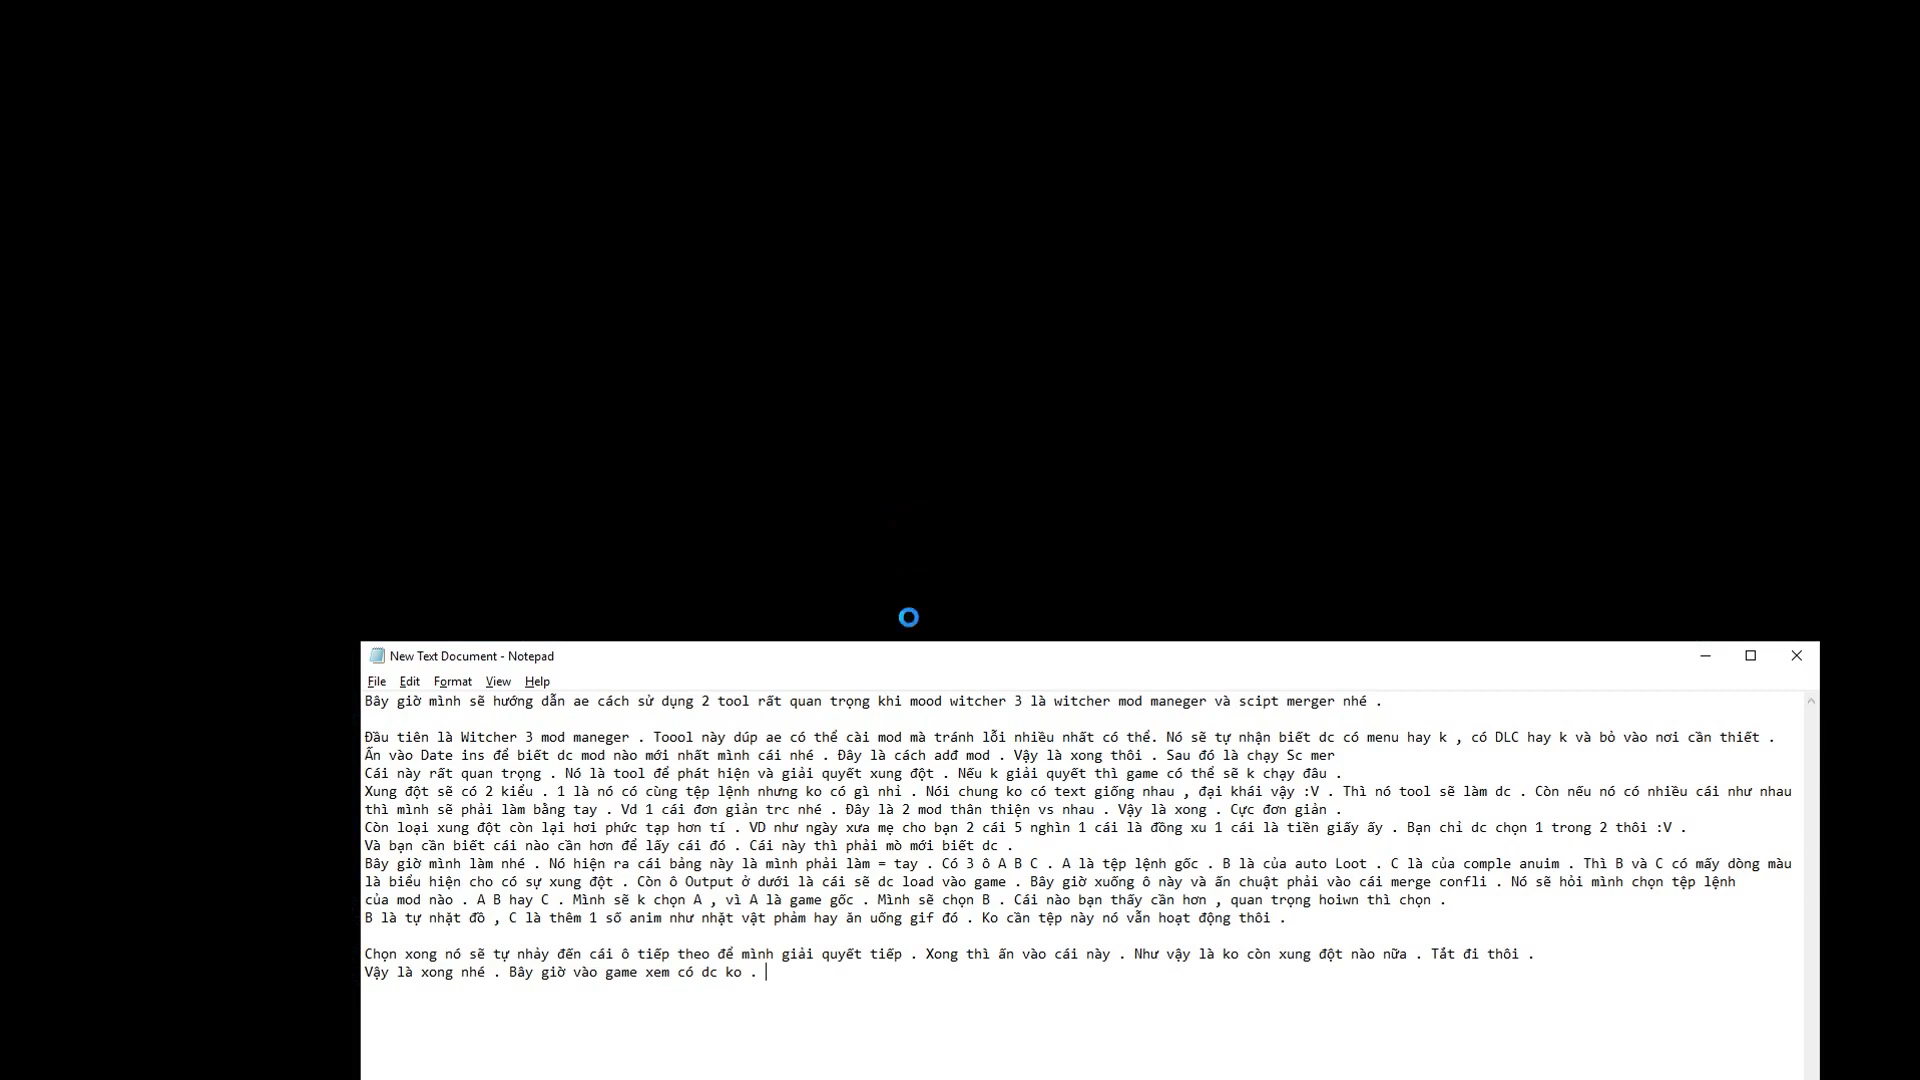 New Text Document - Notepad
File Edit Format View Help
Bây giờ mình sẽ hướng dẫn ae cách sử dụng 2 tool rất quan trọng khi mood witcher 3 là witcher mod maneger và scipt merger nhé .
Đầu tiên là Witcher 3 mod maneger . Toool này dúp ae có thể cài mod mà tránh lỗi nhiều nhất có thể. Nó sẽ tự nhận biết dc có menu hay k , có DLC hay k và bỏ vào nơi cần thiết .
Ấn vào Date ins để biết dc mod nào mới nhất mình cái nhé . Đây là cách addd mod . Vậy là xong thôi . Sau đó là chạy Sc mer
Cái này rất quan trọng . Nó là tool để phát hiện và giải quyết xung đột . Nếu k giải quyết thì game có thể sẽ k chạy đâu .
Xung đột sẽ có 2 kiểu . 1 là nó có cùng tệp lệnh nhưng ko có gì nhỉ . Nói chung ko có text giống nhau , đại khái vậy :V . Thì nó tool sẽ làm dc . Còn nếu nó có nhiều cái như nhau
thì mình sẽ phải làm bằng tay . Vd 1 cái đơn giản trc nhé . Đây là 2 mod thân thiện vs nhau . Vậy là xong . Cực đơn giản .
Còn loại xung đột còn lại hơi phức tạp hơn tí . VD như ngày xưa mẹ cho bạn 2 cái 5 nghìn 1 cái là đồng xu 1 cái là tiền giấy ấy . Bạn chỉ dc chọn 1 trong 2 thôi :V .
Và bạn cần biết cái nào cần hơn để lấy cái đó . Cái này thì phải mò mới biết dc .
Bây giờ mình làm nhé . Nó hiện ra cái bảng này là mình phải làm = tay . Có 3 ô A B C . A là tệp lệnh gốc . B là của auto Loot . C là của comple anuim . Thì B và C có mấy dòng màu
là biểu hiện cho có sự xung đột . Còn ô Output ở dưới là cái sẽ dc load vào game . Bây giờ xuống ô này và ấn chuật phải vào cái merge confli . Nó sẽ hỏi mình chọn tệp lệnh
của mod nào . A B hay C . Mình sẽ k chọn A , vì A là game gốc . Mình sẽ chọn B . Cái nào bạn thấy cần hơn , quan trọng hoiwn thì chọn .
B là tự nhặt đồ , C là thêm 1 số anim như nhặt vật phảm hay ăn uống gif đó . Ko cần tệp này nó vẫn hoạt động thôi .
Chọn xong nó sẽ tự nhảy đến cái ô tiếp theo để mình giải quyết tiếp . Xong thì ấn vào cái này . Như vậy là ko còn xung đột nào nữa . Tắt đi thôi .
Vậy là xong nhé . Bây giờ vào game xem có dc ko .